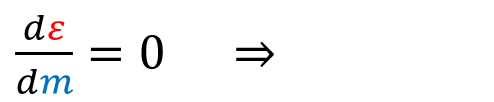 dε/dm = 0 ⇒